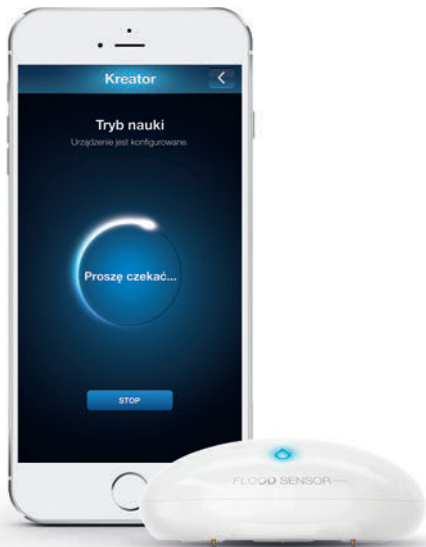 Kreator
Tryb nauki
Urządzenie jest konfigurowane.
Proszę czekać...
STOP
FLOOD SENSOR